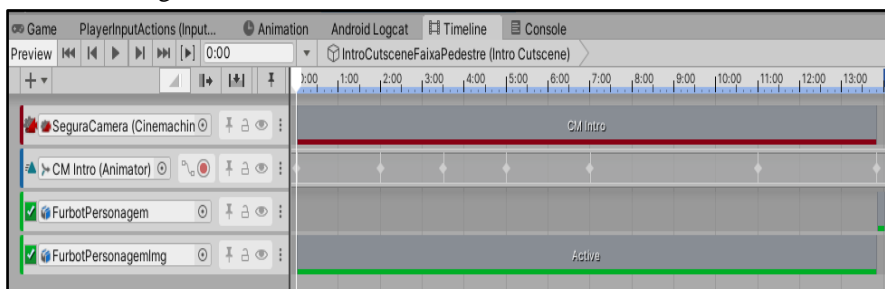 Game PlayerInputActions (Input... Animation Android Logcat Timeline Console
Preview 0:00 IntroCutsceneFaixaPedestre (Intro Cutscene)
0:00 1:00 2:00 3:00 4:00 5:00 6:00 7:00 8:00 9:00 10:00 11:00 12:00 13:00
SeguraCamera (Cinemachin CM Intro
CM Intro (Animator)
FurbotPersonagem
FurbotPersonagemImg Active